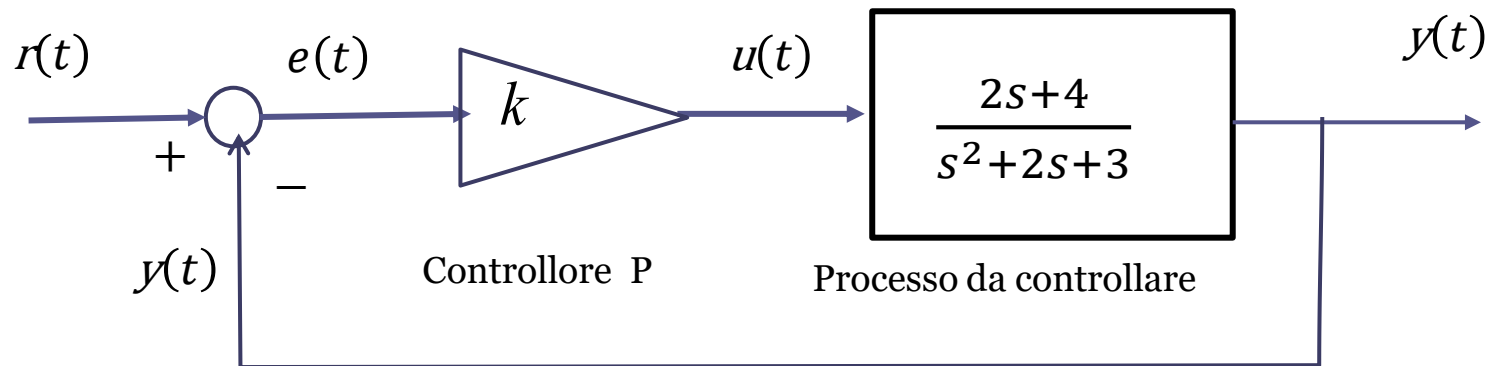 r(t)
e(t)
k
u(t)
2s+4
s²+2s+3
y(t)
+
−
y(t)
Controllore P
Processo da controllare